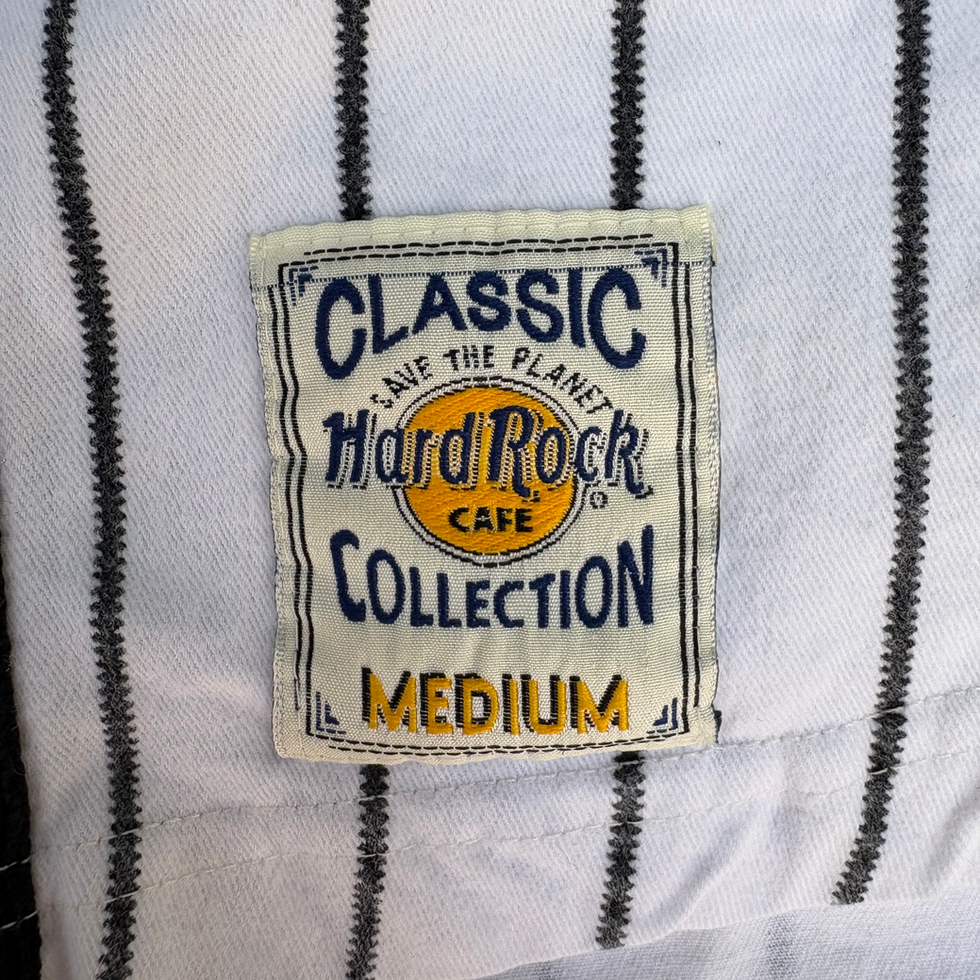 CLASSIC
SAVE THE PLANET
Hard Rock
®
CAFE
COLLECTION
MEDIUM